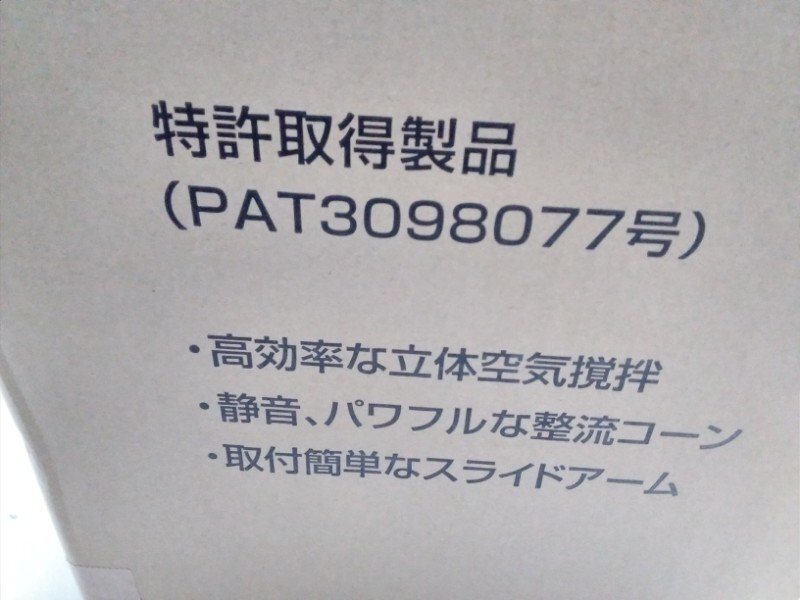 特許取得製品
（PAT3098077号）
・高効率な立体空気撹拌
・静音、パワフルな整流コーン
・取付簡単なスライドアーム